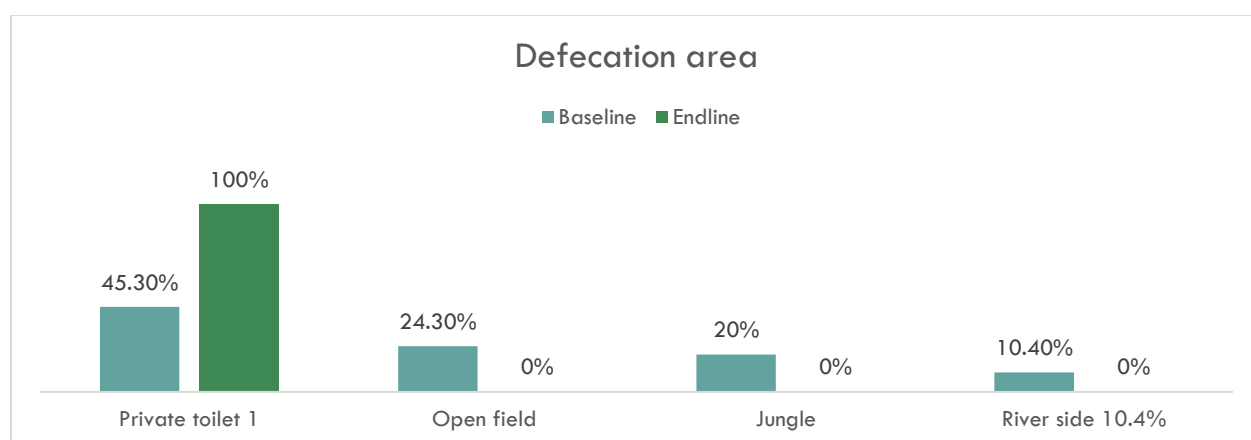 Defecation area
Baseline Endline
100%
45.30%
24.30%
0%
20%
0%
10.40%
0%
Private toilet 1 Open field Jungle River side 10.4%